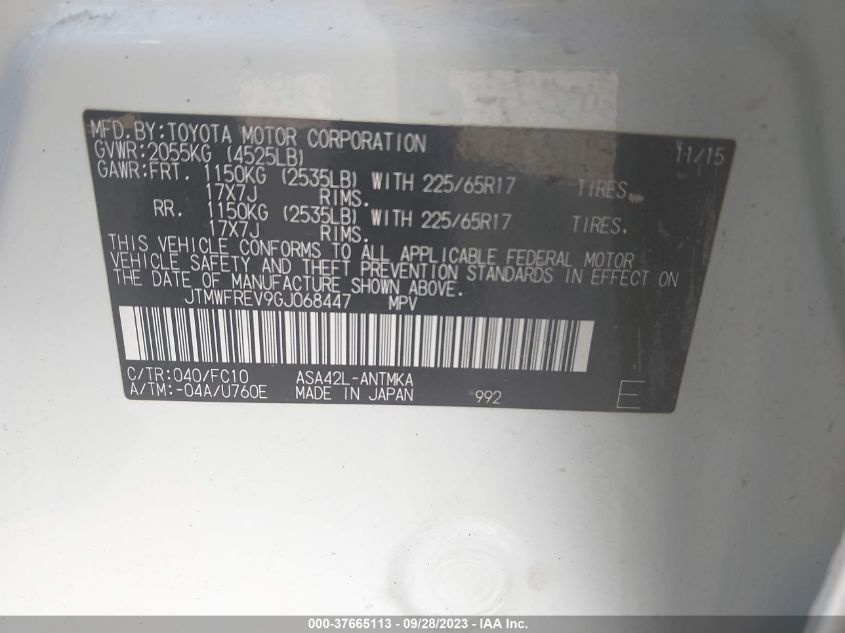 MFD.BY:TOYOTA MOTOR CORPORATION 11/15
GVWR:2055KG (4525LB)
GAWR:FRT. 1150KG (2535LB) WITH 225/65R17 TIRES.
17X7J RIMS.
RR. 1150KG (2535LB) WITH 225/65R17 TIRES.
17X7J RIMS.
THIS VEHICLE CONFORMS TO ALL APPLICABLE FEDERAL MOTOR
VEHICLE SAFETY AND THEFT PREVENTION STANDARDS IN EFFECT ON
THE DATE OF MANUFACTURE SHOWN ABOVE.
JTMWFREV9GJ068447 MPV
C/TR:040/FC10 ASA42L-ANTMKA
A/TM:-04A/U760E MADE IN JAPAN 992 E
000-37665113 - 09/28/2023 - IAA Inc.